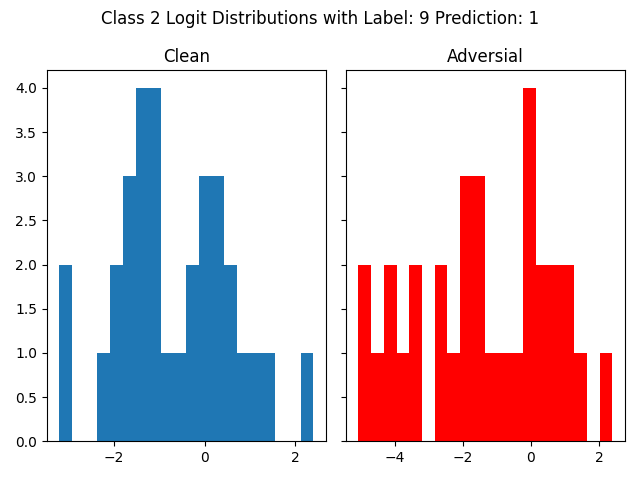 Class 2 Logit Distributions with Label: 9 Prediction: 1
Clean
Adversial
4.0
3.5
3.0
2.5
2.0
1.5
1.0
0.5
0.0
−2 0 2
−4 −2 0 2